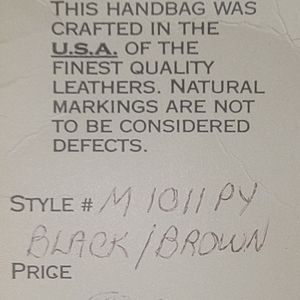 THIS HANDBAG WAS
CRAFTED IN THE
U.S.A. OF THE
FINEST QUALITY
LEATHERS. NATURAL
MARKINGS ARE NOT
TO BE CONSIDERED
DEFECTS.
STYLE # M 1011 PY
BLACK/BROWN
PRICE